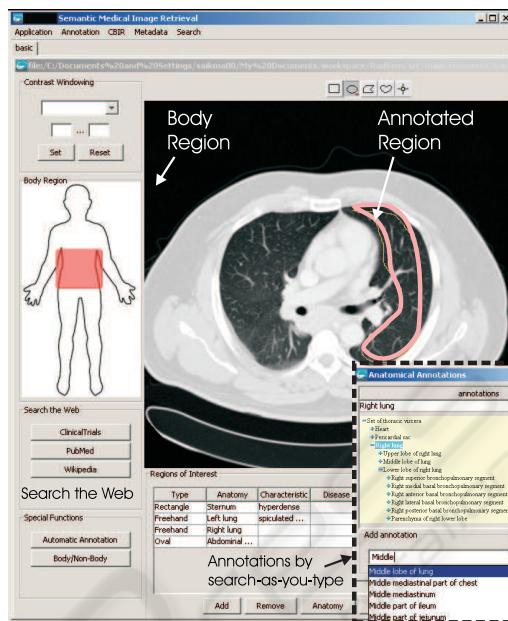 Semantic Medical Image Retrieval
Application Annotation CBIR Metadata Search
basic
Contrast Windowing
...
Set Reset
Body Region
Body
Region
Annotated
Region
Search the Web
ClinicalTrials
PubMed
Wikipedia
Search the Web
Special Functions
Automatic Annotation
Body/Non-Body
Regions of Interest
Type Anatomy Characteristic Disease
Rectangle Sternum hyperdense
Freehand Left lung spiculated ...
Freehand Right lung
Oval Abdominal ...
Annotations by
search-as-you-type
Add Remove Anatomy
Anatomical Annotations
annotations
Right lung
Set of thoracic viscera
Heart
Pericardial sac
Right lung
Upper lobe of right lung
Middle lobe of lung
Lower lobe of right lung
Right superior bronchopulmonary segment
Right medial basal bronchopulmonary segment
Right anterior basal bronchopulmonary segment
Right lateral basal bronchopulmonary segment
Right posterior basal bronchopulmonary segment
Parenchyma of right lower lobe
Add annotation
Middle
Middle lobe of lung
Middle mediastinal part of chest
Middle mediastinum
Middle part of ileum
Middle part of jejunum